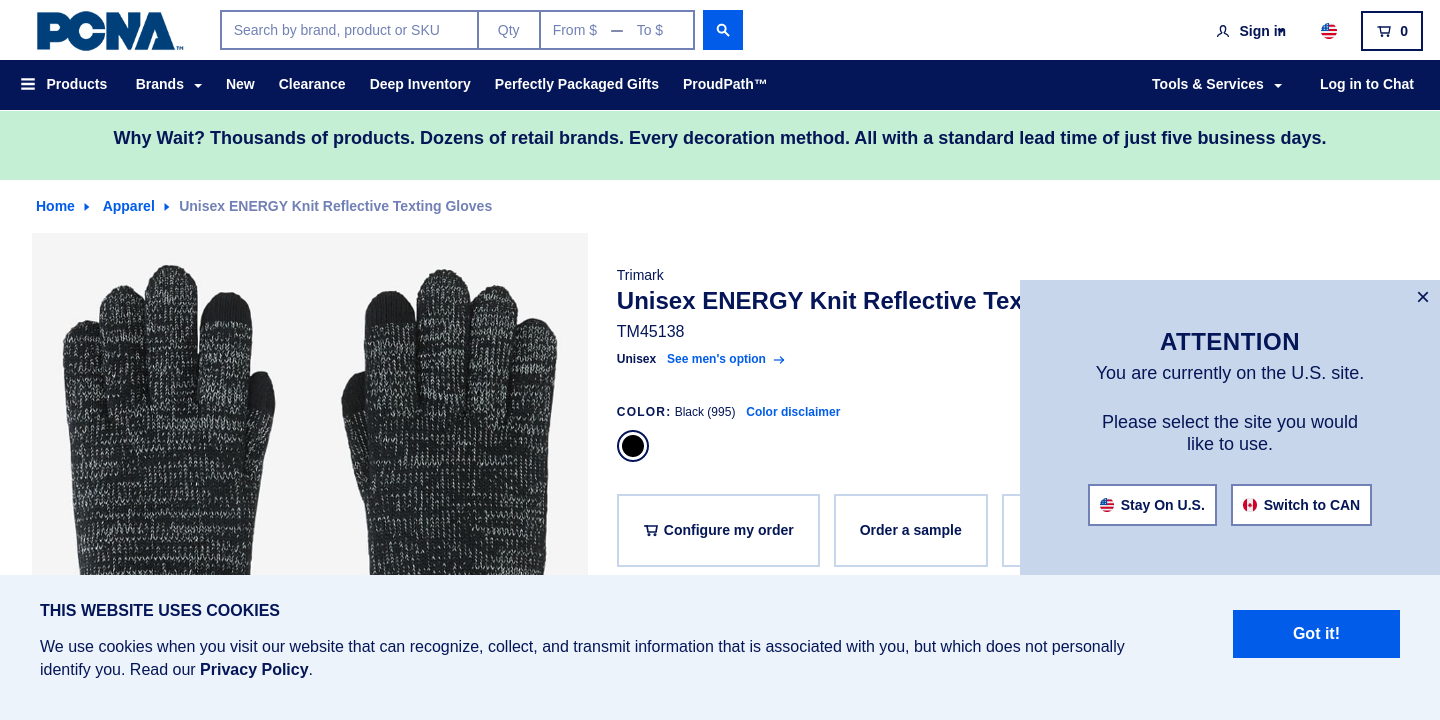 PCNA™
Search by brand, product or SKU
Qty
From $ — To $
Sign in
0
Products
Brands
New
Clearance
Deep Inventory
Perfectly Packaged Gifts
ProudPath™
Tools & Services
Log in to Chat
Why Wait? Thousands of products. Dozens of retail brands. Every decoration method. All with a standard lead time of just five business days.
Home
Apparel
Unisex ENERGY Knit Reflective Texting Gloves
Trimark
Unisex ENERGY Knit Reflective Tex
TM45138
Unisex See men's option
COLOR: Black (995) Color disclaimer
Configure my order
Order a sample
×
ATTENTION
You are currently on the U.S. site.
Please select the site you would
like to use.
Stay On U.S.
Switch to CAN
THIS WEBSITE USES COOKIES
We use cookies when you visit our website that can recognize, collect, and transmit information that is associated with you, but which does not personally
identify you. Read our Privacy Policy.
Got it!